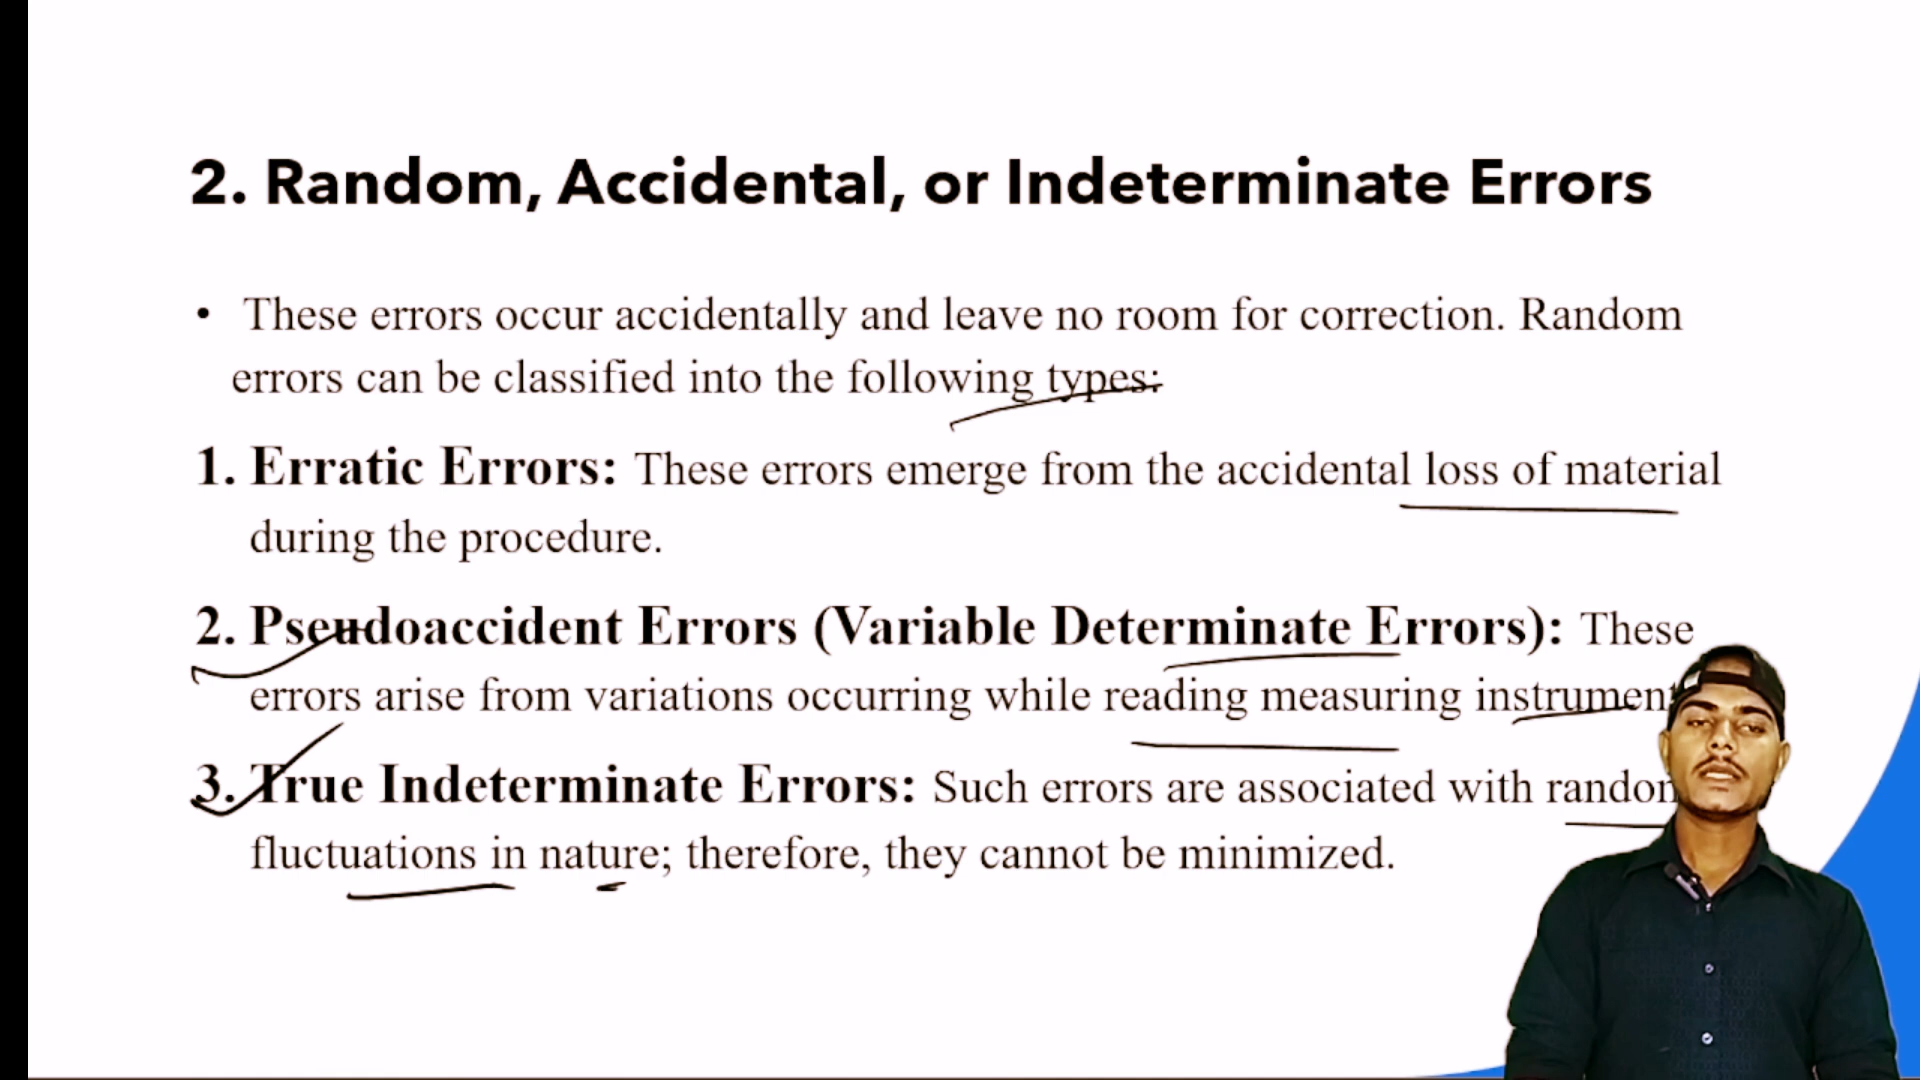 2. Random, Accidental, or Indeterminate Errors
• These errors occur accidentally and leave no room for correction. Random
errors can be classified into the following types:
1. Erratic Errors: These errors emerge from the accidental loss of material
during the procedure.
2. Pseudoaccident Errors (Variable Determinate Errors): These
errors arise from variations occurring while reading measuring
3. True Indeterminate Errors: Such errors are associated with
fluctuations in nature; therefore, they cannot be minimized.